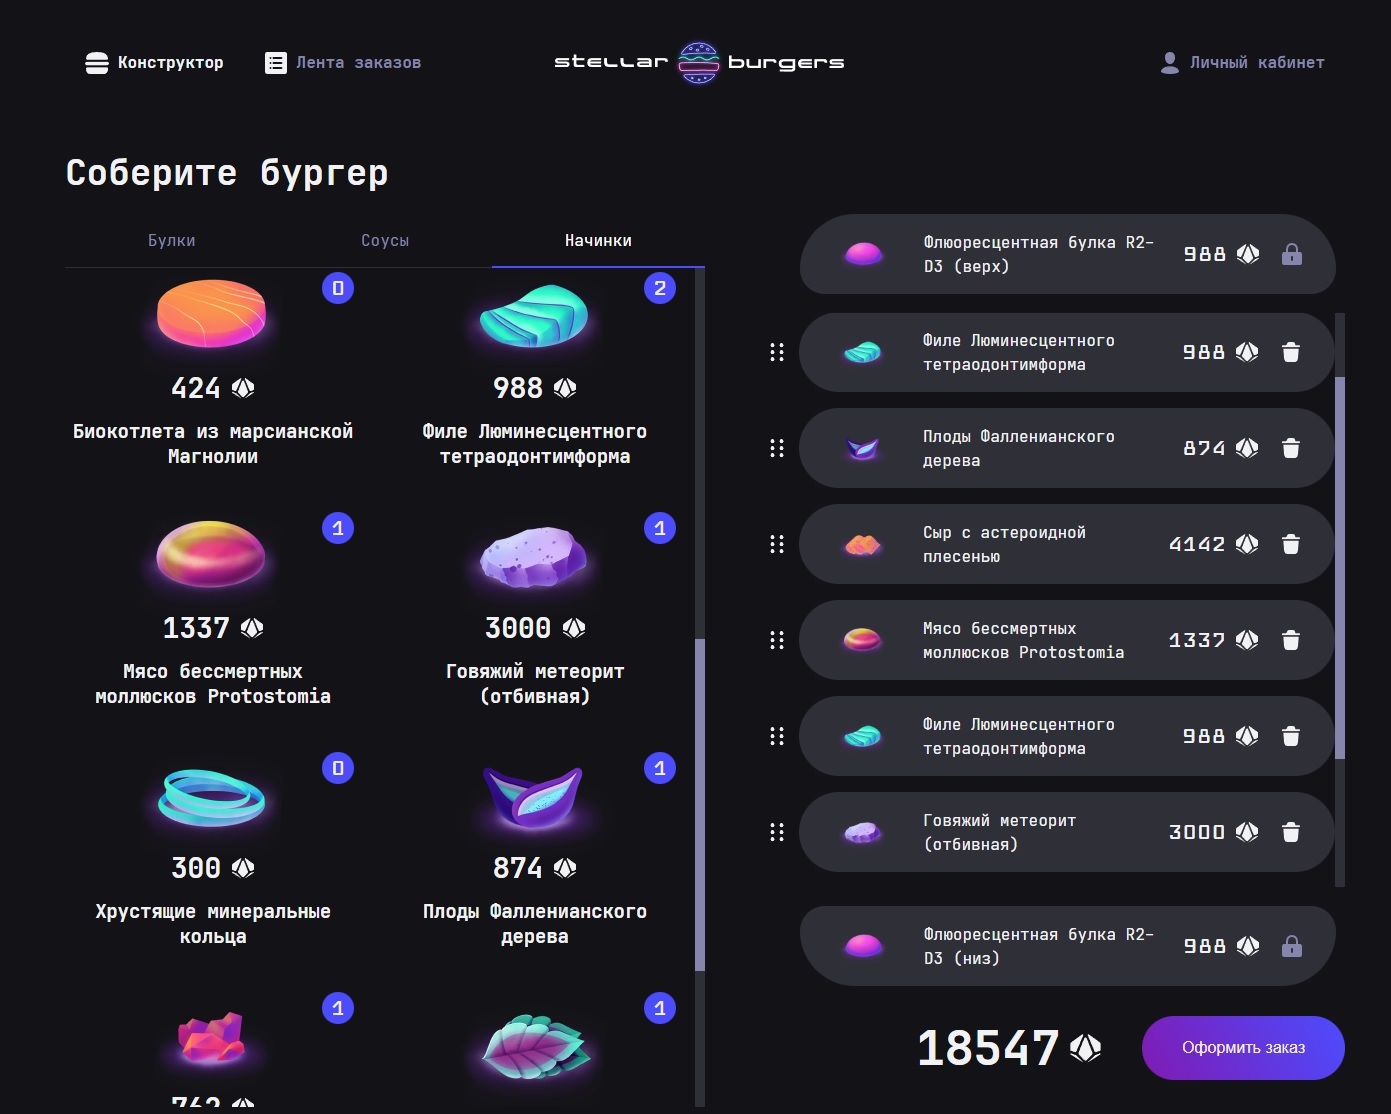 Конструктор
Лента заказов
stellar burgers
Личный кабинет
Соберите бургер
Булки
Соусы
Начинки
0
424
Биокотлета из марсианской
Магнолии
2
988
Филе Люминесцентного
тетраодонтимформа
1
1337
Мясо бессмертных
моллюсков Protostomia
1
3000
Говяжий метеорит
(отбивная)
0
300
Хрустящие минеральные
кольца
1
874
Плоды Фалленианского
дерева
1
762
1
Флюоресцентная булка R2-
D3 (верх)
988
Филе Люминесцентного
тетраодонтимформа
988
Плоды Фалленианского
дерева
874
Сыр с астероидной
плесенью
4142
Мясо бессмертных
моллюсков Protostomia
1337
Филе Люминесцентного
тетраодонтимформа
988
Говяжий метеорит
(отбивная)
3000
Флюоресцентная булка R2-
D3 (низ)
988
18547
Оформить заказ